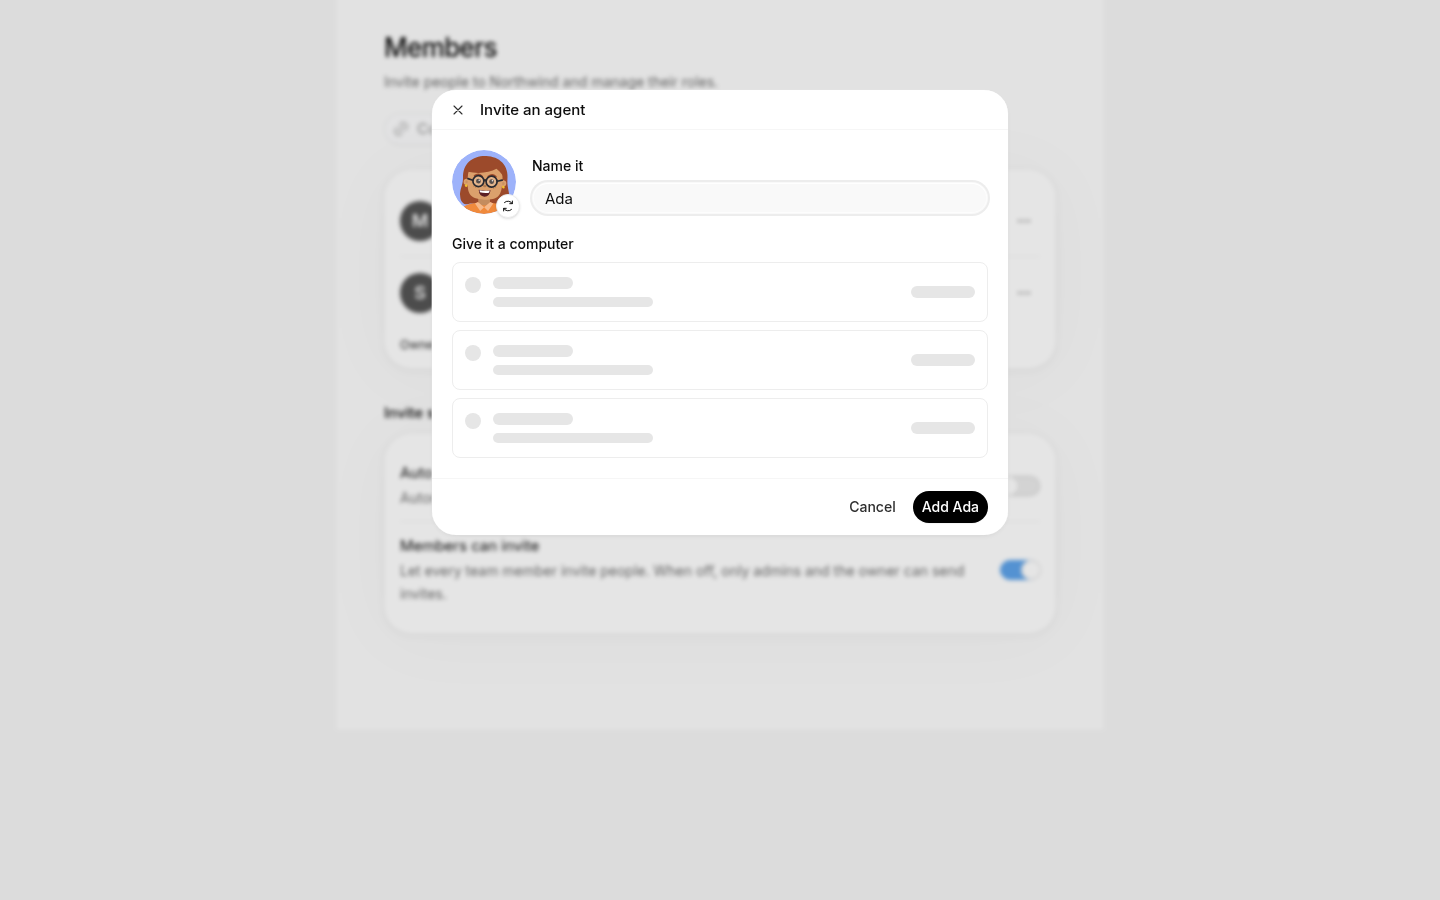 Members
Invite people to Northwind and manage their roles.
Invite an agent
Name it
M
Ada
Give it a computer
S
Members can invite
Let every team member invite people. When off, only admins and the owner can send
invites.
Cancel
Add Ada